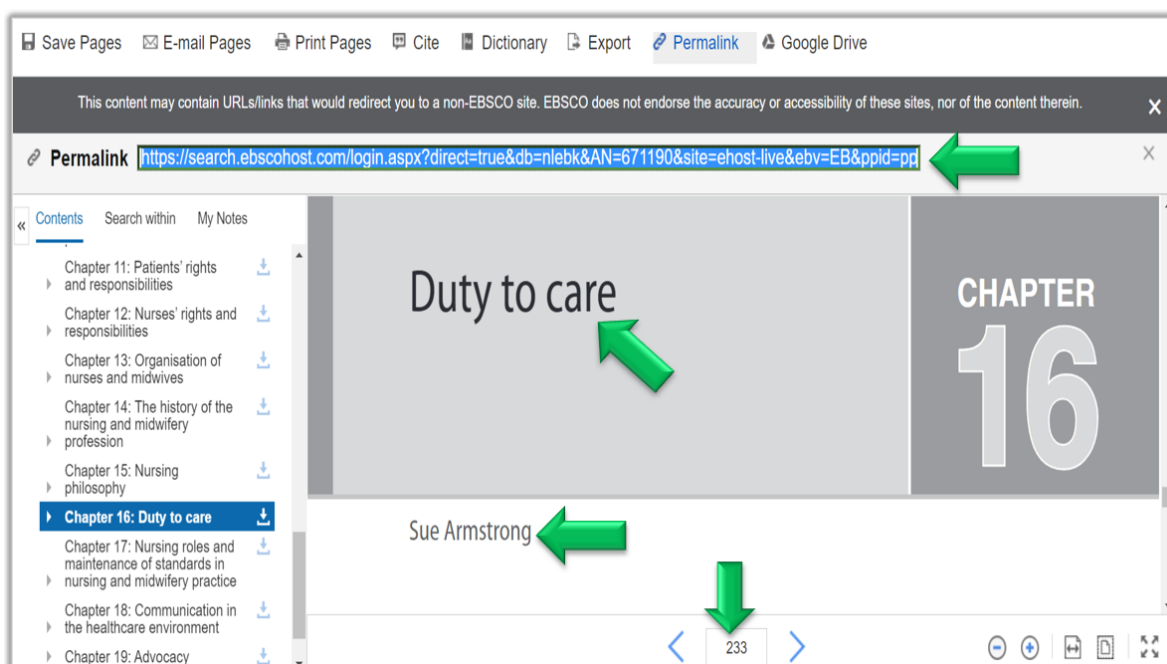 Save Pages E-mail Pages Print Pages Cite Dictionary Export Permalink Google Drive
This content may contain URLs/links that would redirect you to a non-EBSCO site. EBSCO does not endorse the accuracy or accessibility of these sites, nor of the content therein.
Permalink https://search.ebscohost.com/login.aspx?direct=true&db=nlebk&AN=671190&site=ehost-live&ebv=EB&ppid=pp
Contents Search within My Notes
Chapter 11: Patients' rights
and responsibilities
Chapter 12: Nurses' rights and
responsibilities
Chapter 13: Organisation of
nurses and midwives
Chapter 14: The history of the
nursing and midwifery
profession
Chapter 15: Nursing
philosophy
Chapter 16: Duty to care
Chapter 17: Nursing roles and
maintenance of standards in
nursing and midwifery practice
Chapter 18: Communication in
the healthcare environment
Chapter 19: Advocacy
Duty to care
CHAPTER
16
Sue Armstrong
233